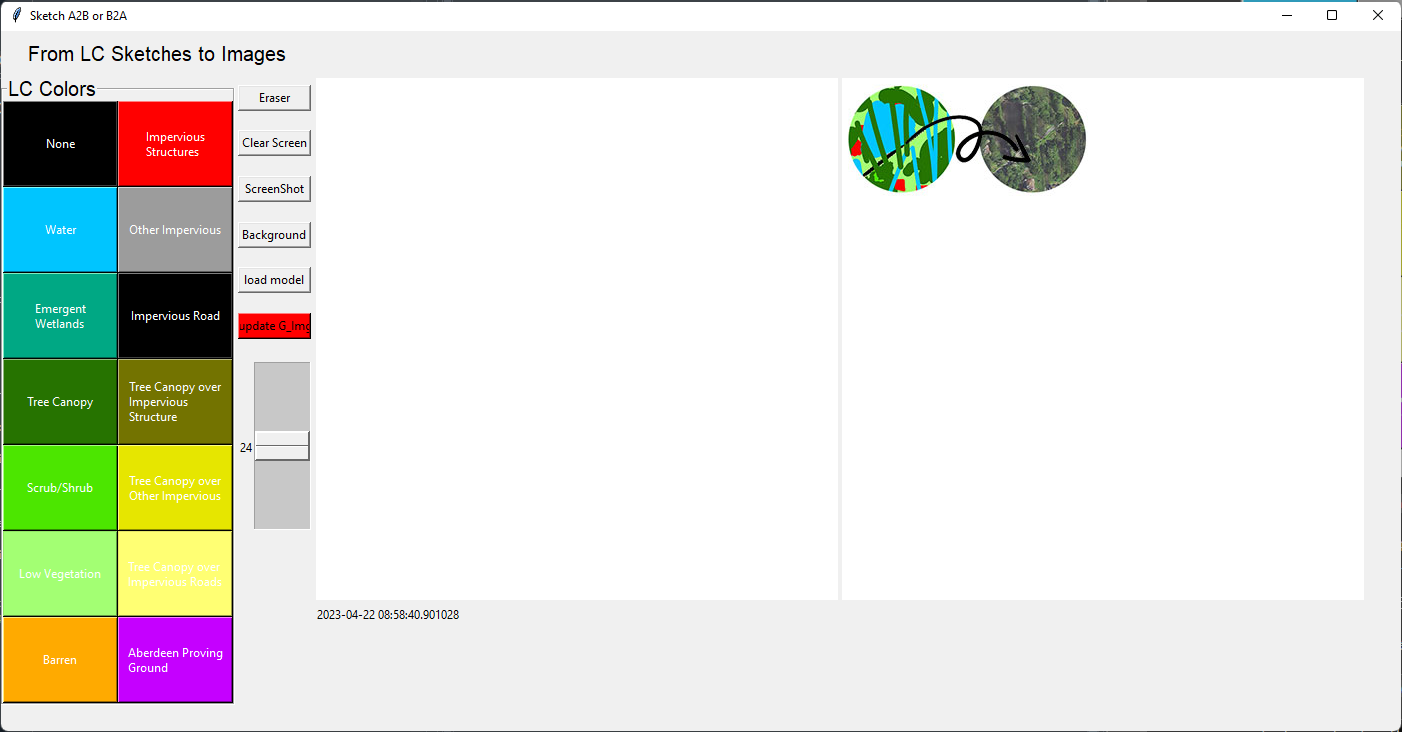 Sketch A2B or B2A
From LC Sketches to Images
LC Colors
None
Impervious
Structures
Water
Other Impervious
Emergent
Wetlands
Impervious Road
Tree Canopy
Tree Canopy over
Impervious
Structure
Scrub/Shrub
Tree Canopy over
Other Impervious
Low Vegetation
Tree Canopy over
Impervious Roads
Barren
Aberdeen Proving
Ground
Eraser
Clear Screen
ScreenShot
Background
load model
update G_Img
24
2023-04-22 08:58:40.901028